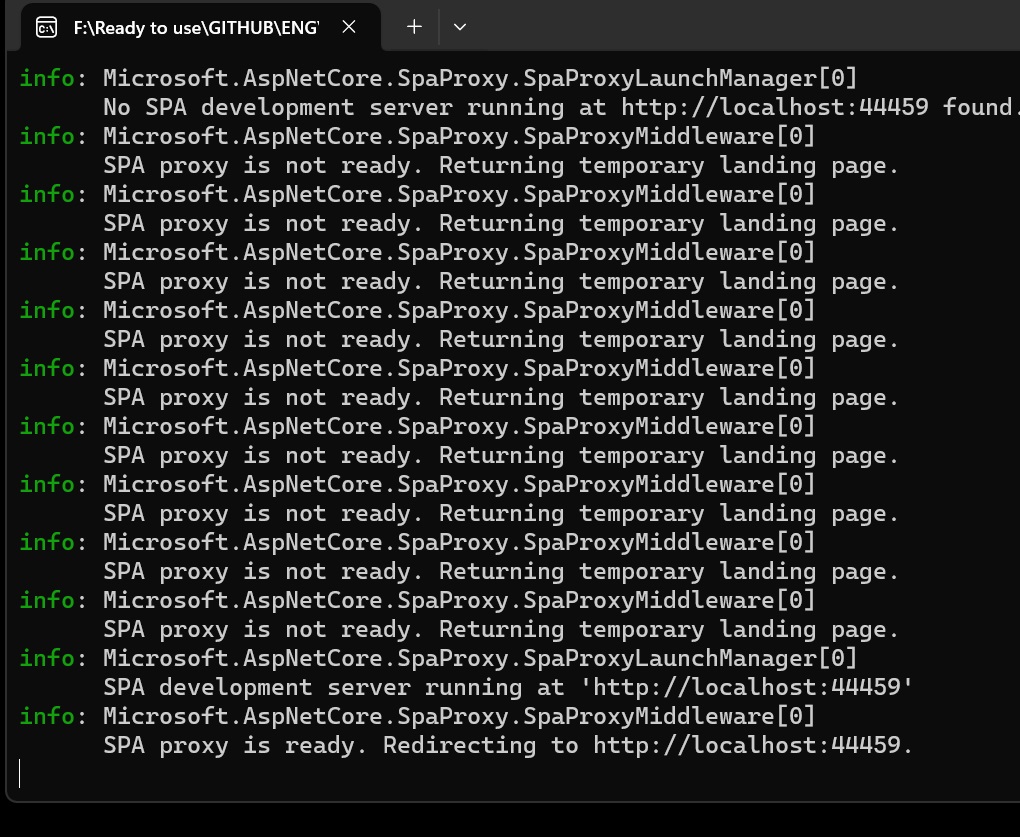 F:\Ready to use\GITHUB\ENG'
info: Microsoft.AspNetCore.SpaProxy.SpaProxyLaunchManager[0]
No SPA development server running at http://localhost:44459 found.
info: Microsoft.AspNetCore.SpaProxy.SpaProxyMiddleware[0]
SPA proxy is not ready. Returning temporary landing page.
info: Microsoft.AspNetCore.SpaProxy.SpaProxyMiddleware[0]
SPA proxy is not ready. Returning temporary landing page.
info: Microsoft.AspNetCore.SpaProxy.SpaProxyMiddleware[0]
SPA proxy is not ready. Returning temporary landing page.
info: Microsoft.AspNetCore.SpaProxy.SpaProxyMiddleware[0]
SPA proxy is not ready. Returning temporary landing page.
info: Microsoft.AspNetCore.SpaProxy.SpaProxyMiddleware[0]
SPA proxy is not ready. Returning temporary landing page.
info: Microsoft.AspNetCore.SpaProxy.SpaProxyMiddleware[0]
SPA proxy is not ready. Returning temporary landing page.
info: Microsoft.AspNetCore.SpaProxy.SpaProxyMiddleware[0]
SPA proxy is not ready. Returning temporary landing page.
info: Microsoft.AspNetCore.SpaProxy.SpaProxyMiddleware[0]
SPA proxy is not ready. Returning temporary landing page.
info: Microsoft.AspNetCore.SpaProxy.SpaProxyMiddleware[0]
SPA proxy is not ready. Returning temporary landing page.
info: Microsoft.AspNetCore.SpaProxy.SpaProxyLaunchManager[0]
SPA development server running at 'http://localhost:44459'
info: Microsoft.AspNetCore.SpaProxy.SpaProxyMiddleware[0]
SPA proxy is ready. Redirecting to http://localhost:44459.